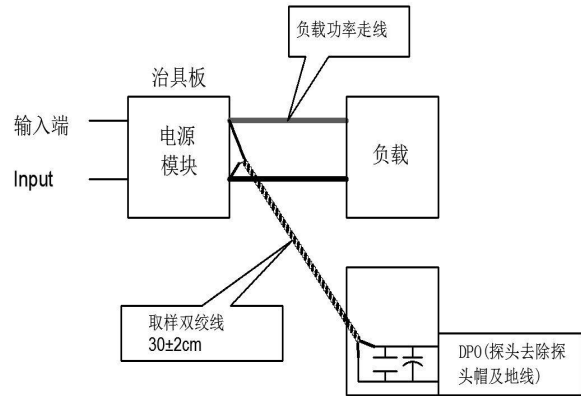 负载功率走线
治具板
输入端
Input
电源
模块
负载
取样双绞线
30±2cm
DPO(探头去除探
头帽及地线)